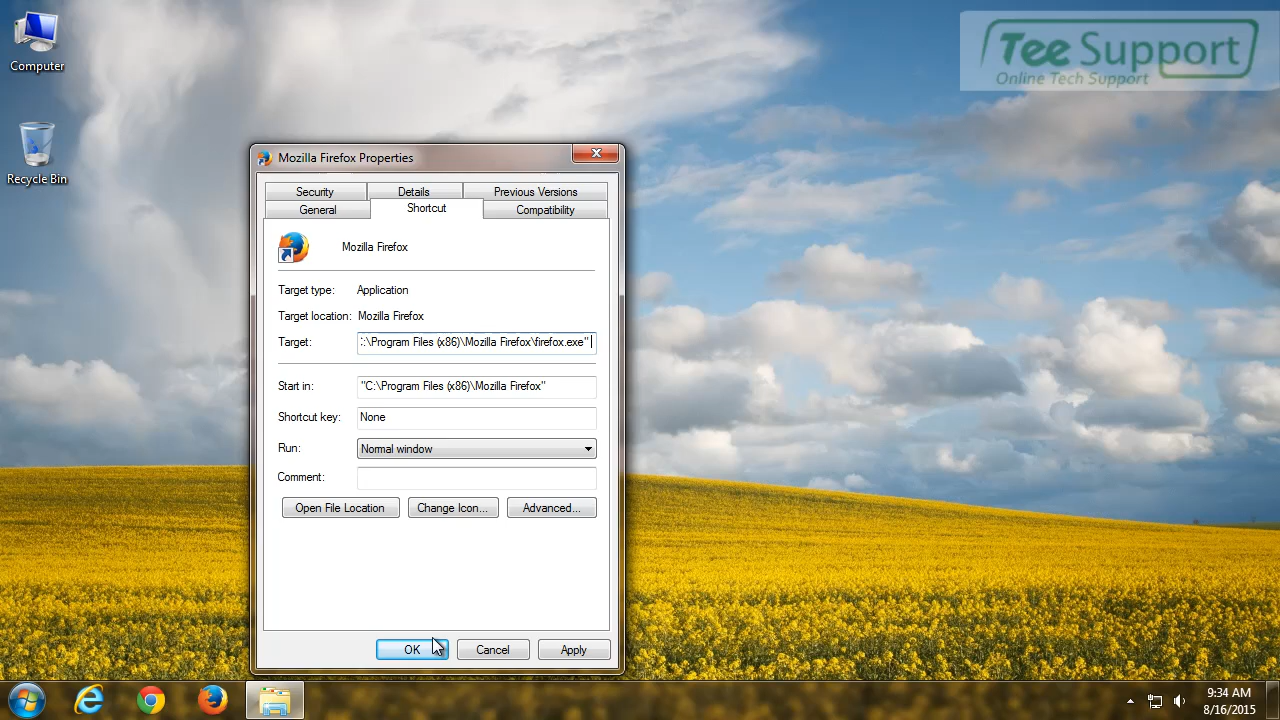 Computer
Recycle Bin
Tee Support
Online Tech Support
Mozilla Firefox Properties
Security Details Previous Versions
General Shortcut Compatibility
Mozilla Firefox
Target type: Application
Target location: Mozilla Firefox
Target: :\Program Files (x86)\Mozilla Firefox\firefox.exe"
Start in: "C:\Program Files (x86)\Mozilla Firefox"
Shortcut key: None
Run: Normal window
Comment:
Open File Location Change Icon... Advanced...
OK Cancel Apply
9:34 AM
8/16/2015